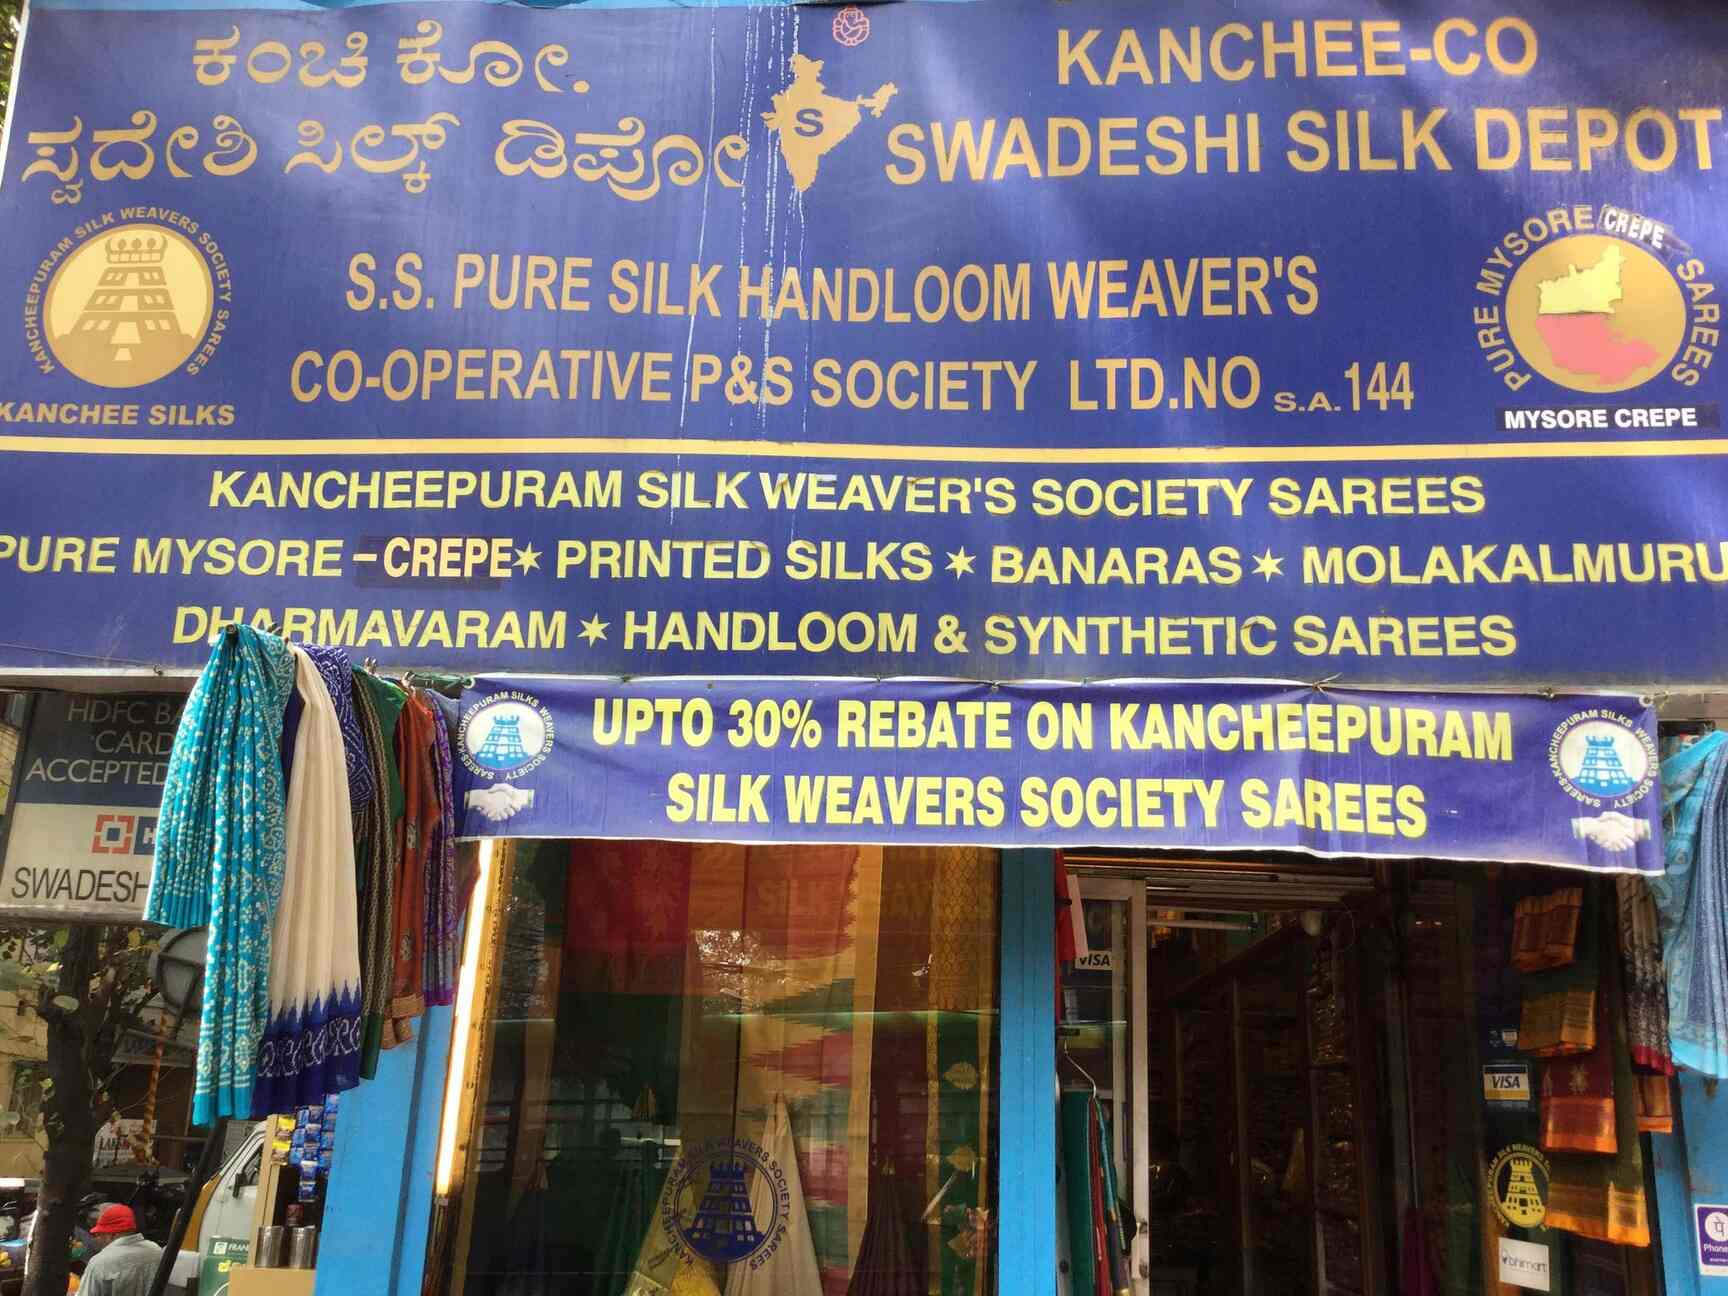 ಕಂಚಿ ಕೋ.
ಸ್ವದೇಶಿ ಸಿಲ್ಕ್ ಡಿಪೋ
S
KANCHEE-CO
SWADESHI SILK DEPOT
KANCHEEPURAM SILK WEAVERS SOCIETY SAREES
KANCHEE SILKS
S.S. PURE SILK HANDLOOM WEAVER'S
CO-OPERATIVE P&S SOCIETY LTD.NO S.A. 144
PURE MYSORE CREPE SAREES
MYSORE CREPE
KANCHEEPURAM SILK WEAVER'S SOCIETY SAREES
PURE MYSORE -CREPE★ PRINTED SILKS ★ BANARAS ★ MOLAKALMURU
DHARMAVARAM ★ HANDLOOM & SYNTHETIC SAREES
KANCHEEPURAM SILKS WEAVERS SOCIETY SAREES
UPTO 30% REBATE ON KANCHEEPURAM
SILK WEAVERS SOCIETY SAREES
KANCHEEPURAM SILKS WEAVERS SOCIETY SAREES
HDFC
CARD
ACCEPTED
VISA
VISA
KANCHEEPURAM SILK WEAVERS SOCIETY SAREES
bhimart
पे
Phone